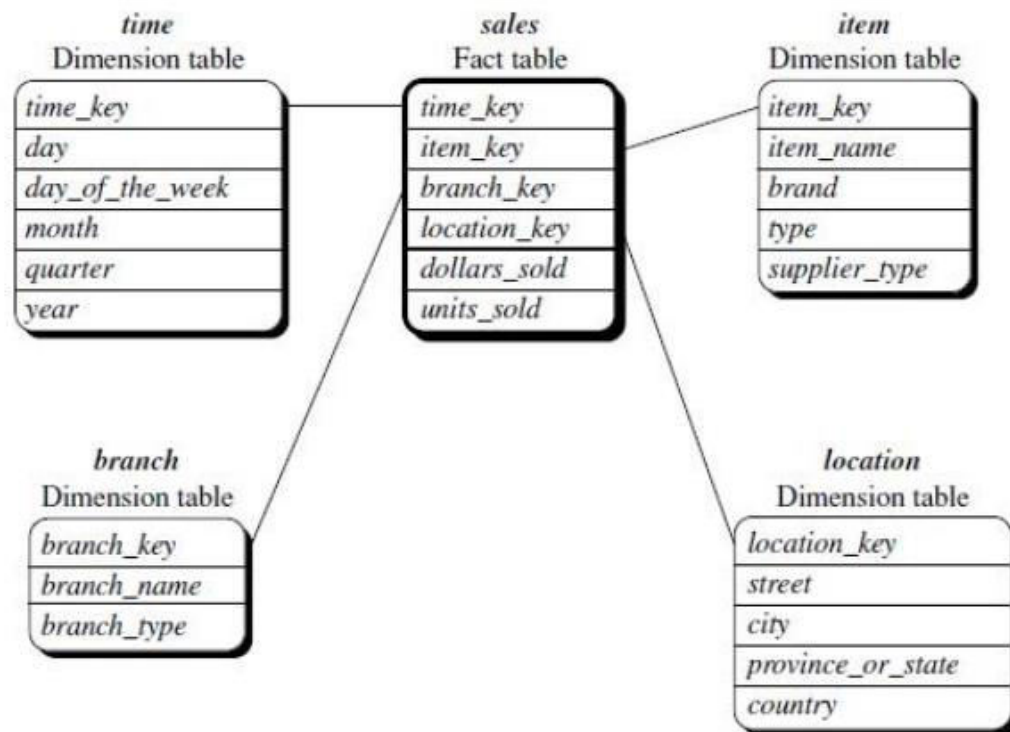 time
Dimension table
time_key
day
day_of_the_week
month
quarter
year
sales
Fact table
time_key
item_key
branch_key
location_key
dollars_sold
units_sold
item
Dimension table
item_key
item_name
brand
type
supplier_type
branch
Dimension table
branch_key
branch_name
branch_type
location
Dimension table
location_key
street
city
province_or_state
country